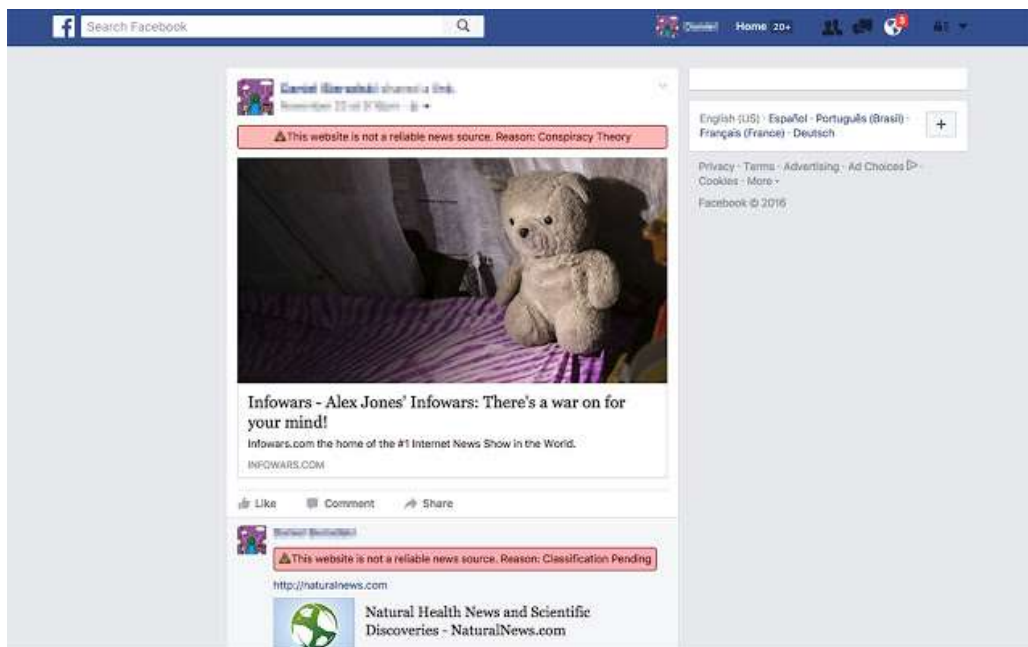 f
Search Facebook
Home 20+
3
shared a link.
⚠This website is not a reliable news source. Reason: Conspiracy Theory
Infowars - Alex Jones' Infowars: There's a war on for
your mind!
Infowars.com the home of the #1 Internet News Show in the World.
INFOWARS.COM
Like Comment Share
⚠This website is not a reliable news source. Reason: Classification Pending
http://naturalnews.com
Natural Health News and Scientific
Discoveries - NaturalNews.com
English (US) · Español · Português (Brasil) ·
Français (France) · Deutsch
+
Privacy · Terms · Advertising · Ad Choices ·
Cookies · More
Facebook © 2016